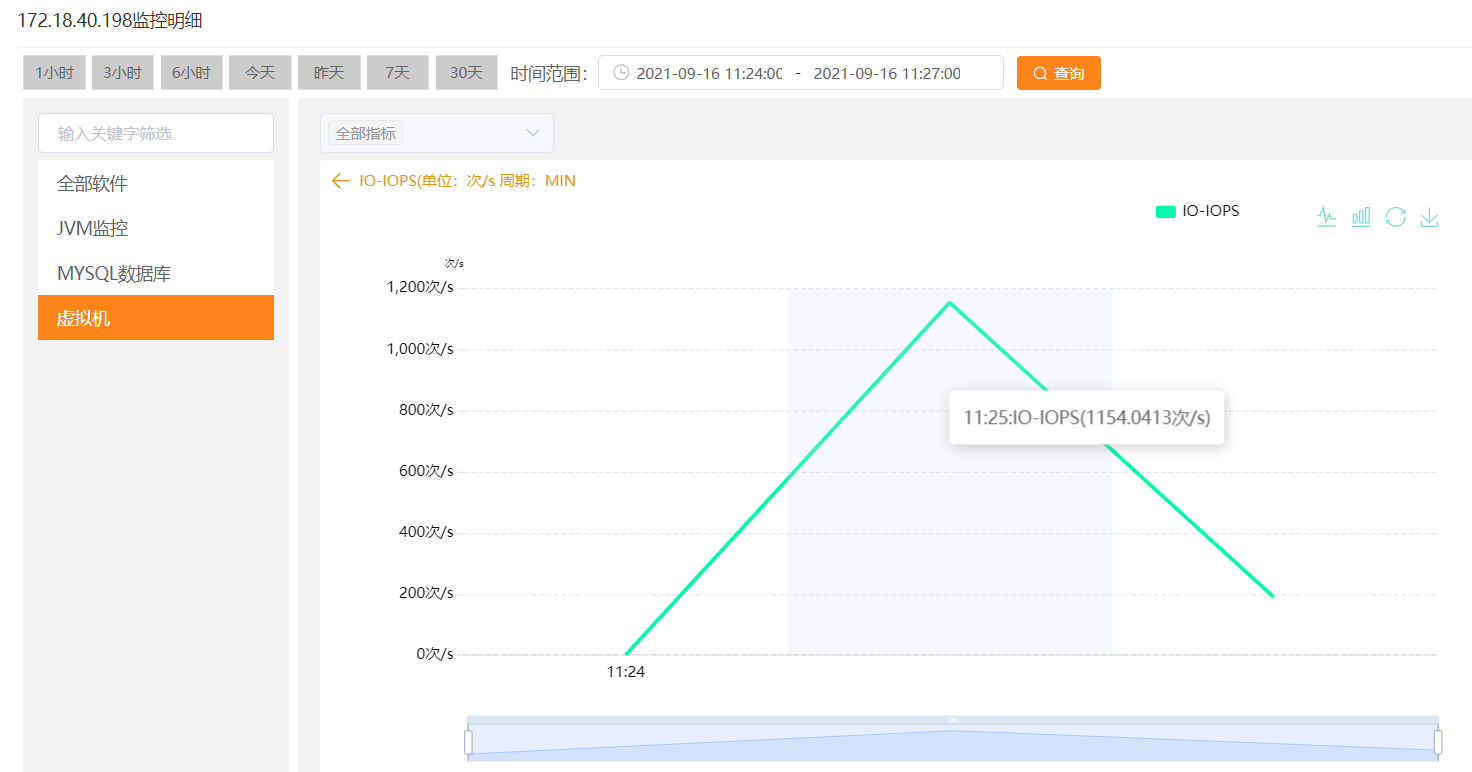 172.18.40.198监控明细
1小时 3小时 6小时 今天 昨天 7天 30天 时间范围： 2021-09-16 11:24:00 - 2021-09-16 11:27:00 查询
输入关键字筛选
全部软件
JVM监控
MYSQL数据库
虚拟机
全部指标
IO-IOPS(单位：次/s 周期：MIN
IO-IOPS
次/s
1,200次/s
1,000次/s
800次/s
600次/s
400次/s
200次/s
0次/s
11:25:IO-IOPS(1154.0413次/s)
11:24